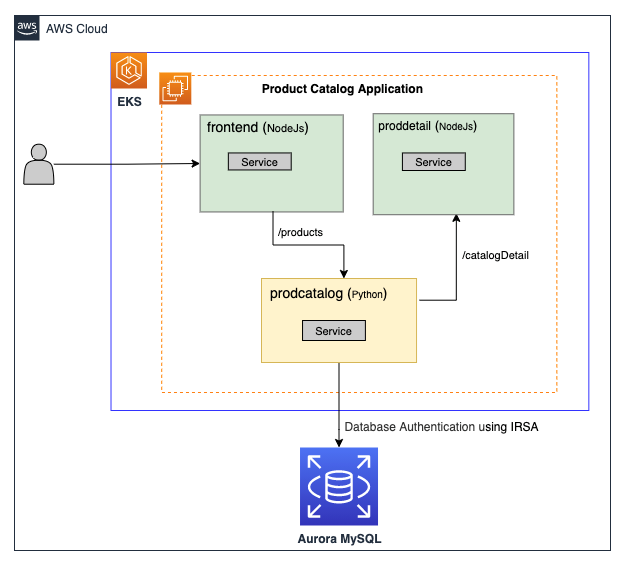 aws
AWS Cloud
EKS
Product Catalog Application
frontend (NodeJs)
Service
proddetail (NodeJs)
Service
/products
/catalogDetail
prodcatalog (Python)
Service
Database Authentication using IRSA
Aurora MySQL